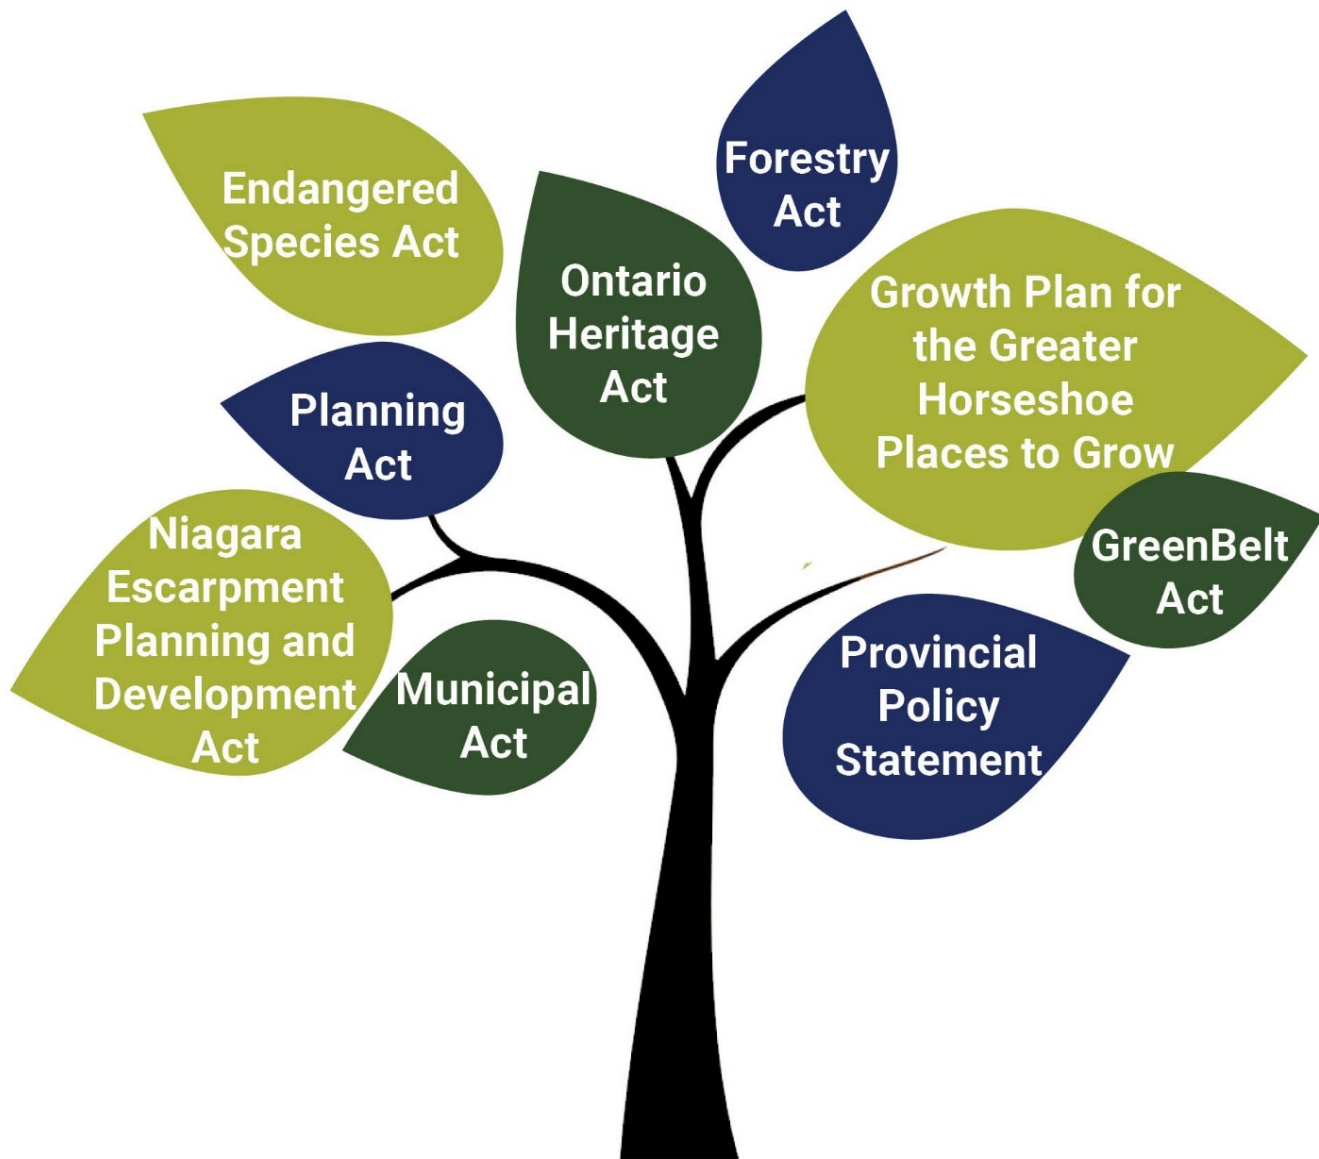 Forestry
Act
Endangered
Species Act
Ontario
Heritage
Act
Growth Plan for
the Greater
Horseshoe
Places to Grow
Planning
Act
Niagara
Escarpment
Planning and
Development
Act
GreenBelt
Act
Municipal
Act
Provincial
Policy
Statement